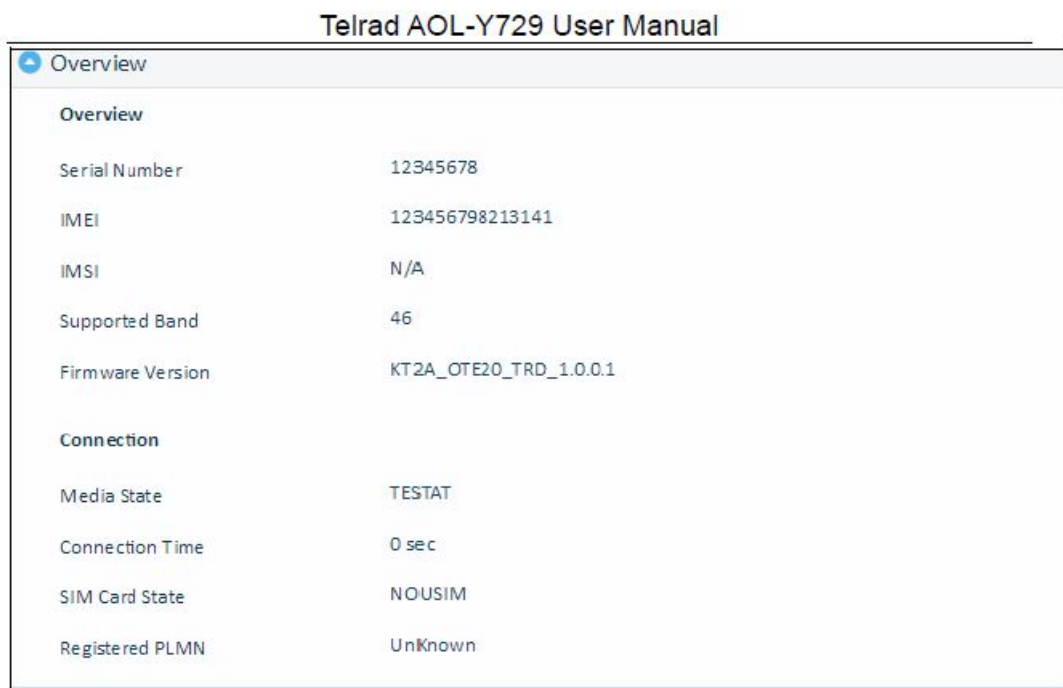 Telrad AOL-Y729 User Manual
Overview
Overview
Serial Number 12345678
IMEI 123456798213141
IMSI N/A
Supported Band 46
Firmware Version KT2A_OTE20_TRD_1.0.0.1
Connection
Media State TESTAT
Connection Time 0 sec
SIM Card State NOUSIM
Registered PLMN UnKnown